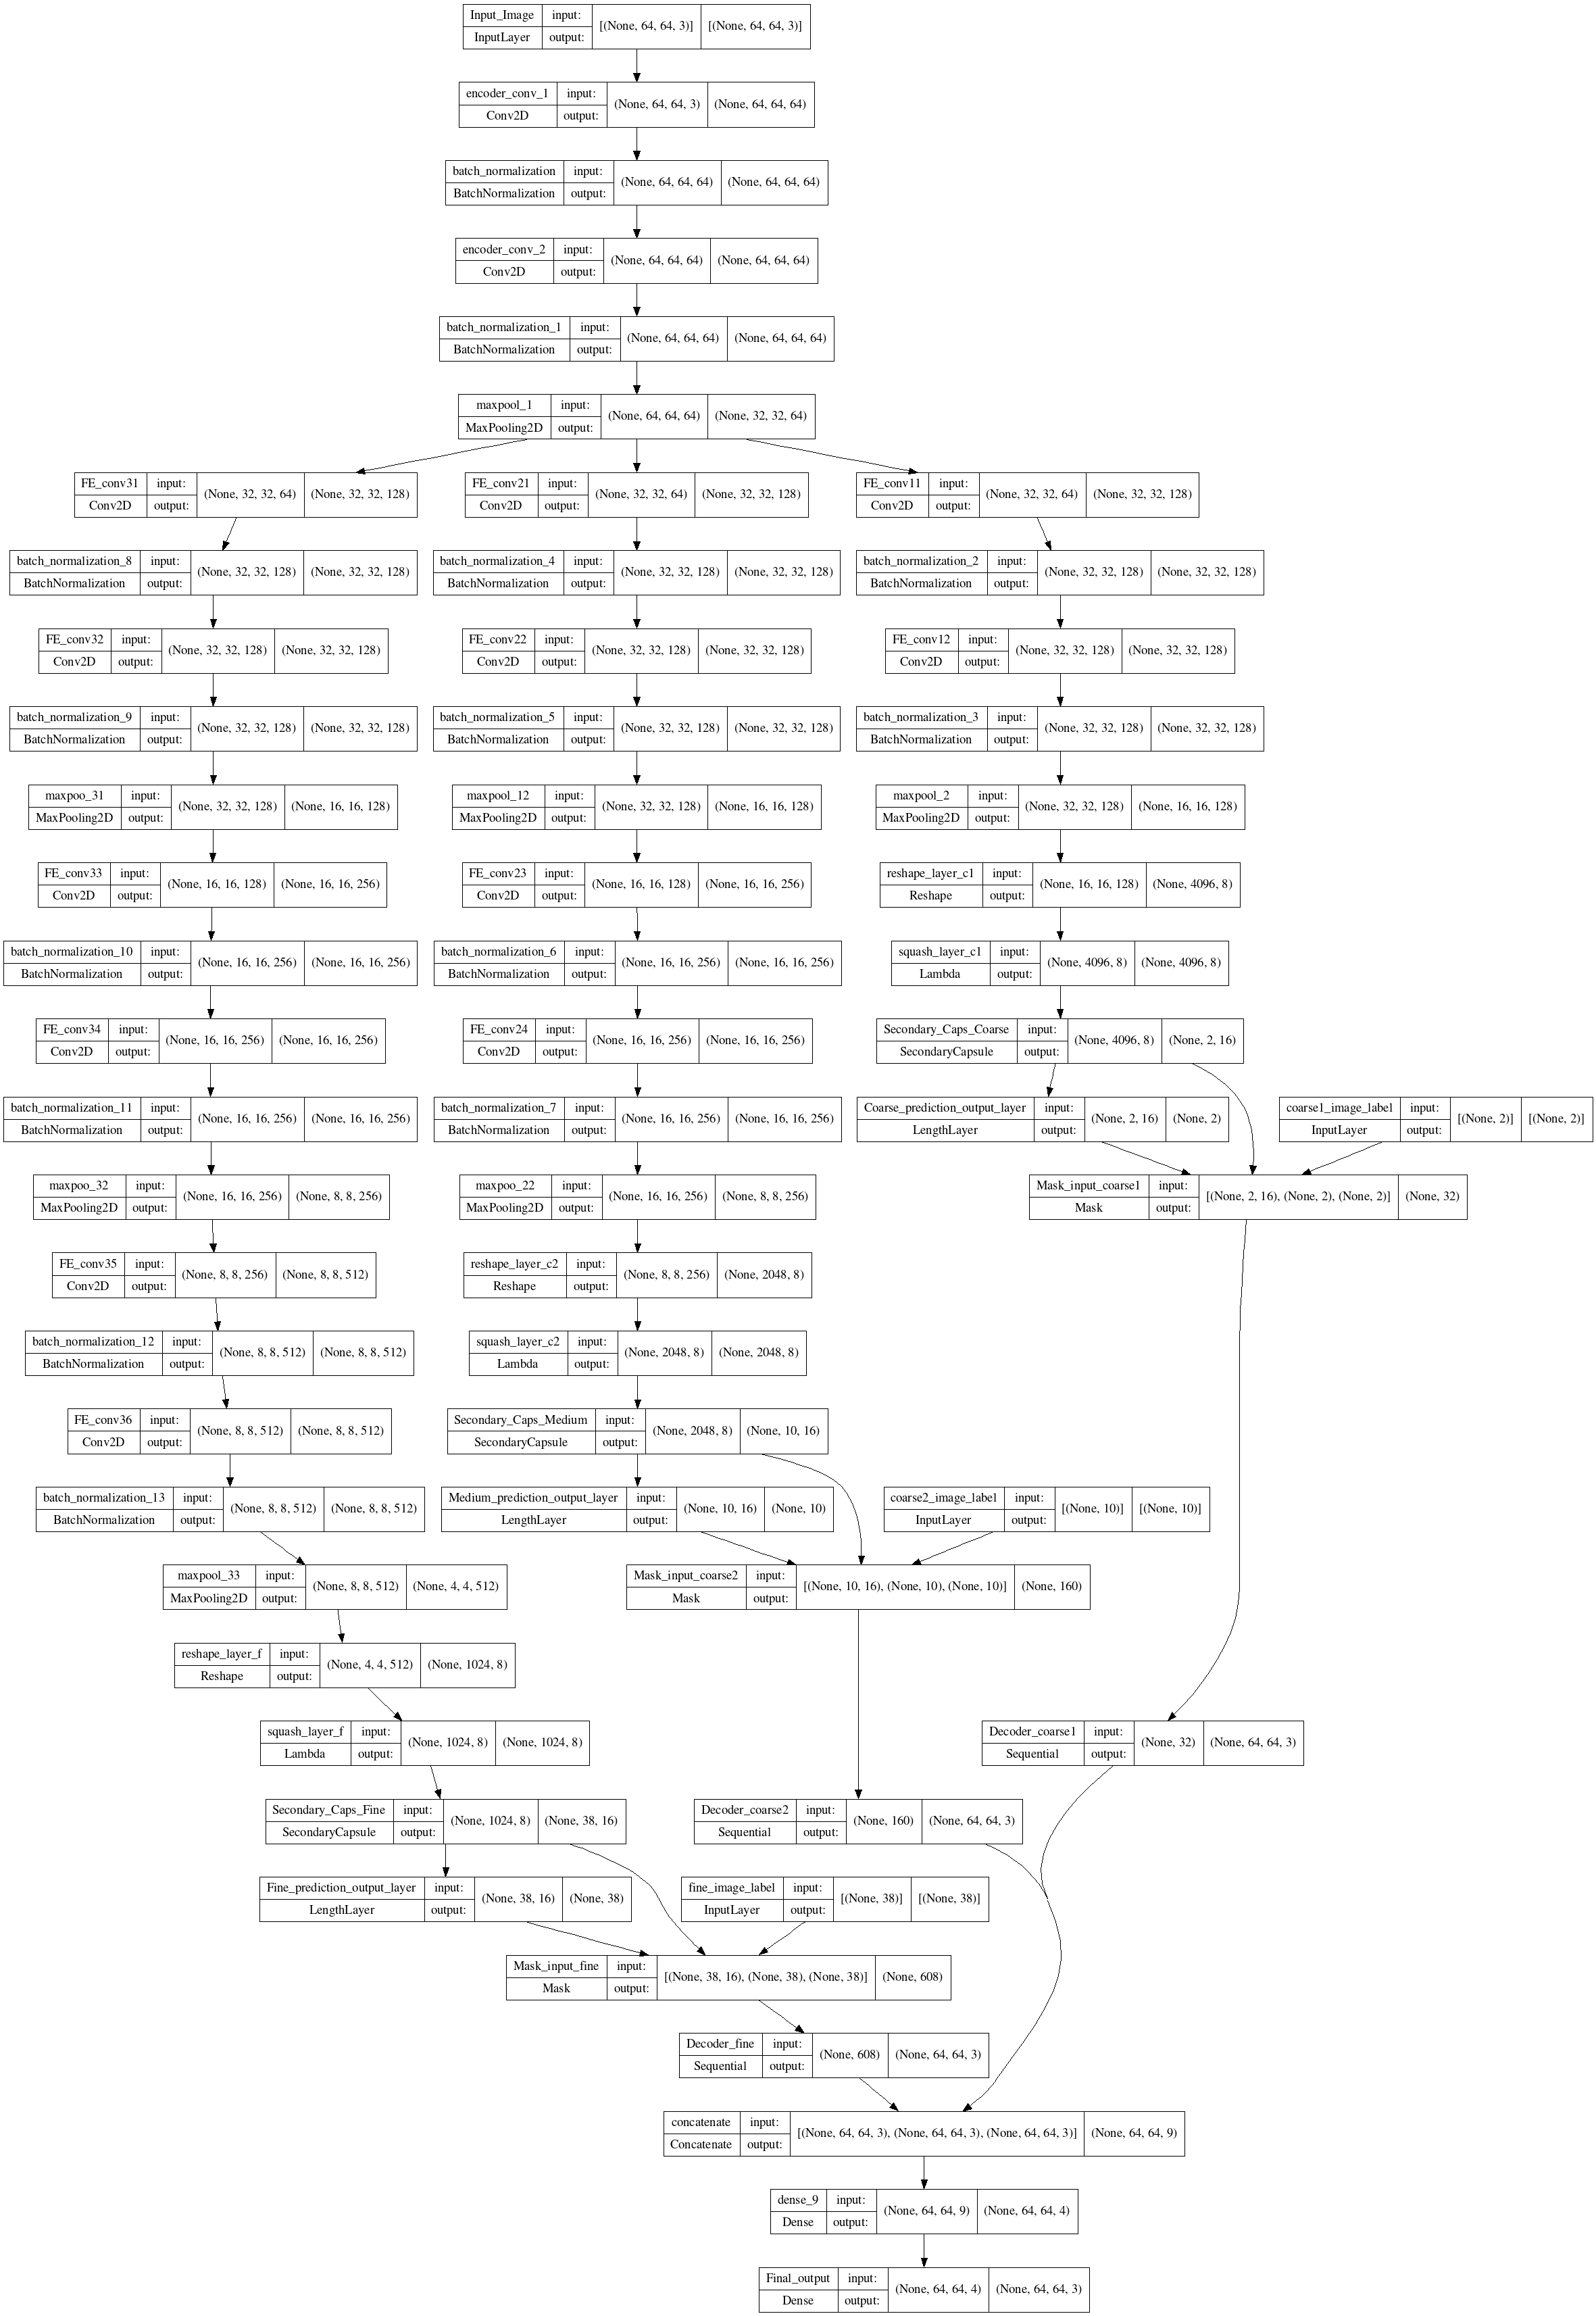 Input_Image input: [(None, 64, 64, 3)] [(None, 64, 64, 3)]
InputLayer output:
encoder_conv_1 input: (None, 64, 64, 3) (None, 64, 64, 64)
Conv2D output:
batch_normalization input: (None, 64, 64, 64) (None, 64, 64, 64)
BatchNormalization output:
encoder_conv_2 input: (None, 64, 64, 64) (None, 64, 64, 64)
Conv2D output:
batch_normalization_1 input: (None, 64, 64, 64) (None, 64, 64, 64)
BatchNormalization output:
maxpool_1 input: (None, 64, 64, 64) (None, 32, 32, 64)
MaxPooling2D output:
FE_conv31 input: (None, 32, 32, 64) (None, 32, 32, 128)
Conv2D output:
FE_conv21 input: (None, 32, 32, 64) (None, 32, 32, 128)
Conv2D output:
FE_conv11 input: (None, 32, 32, 64) (None, 32, 32, 128)
Conv2D output:
batch_normalization_8 input: (None, 32, 32, 128) (None, 32, 32, 128)
BatchNormalization output:
batch_normalization_4 input: (None, 32, 32, 128) (None, 32, 32, 128)
BatchNormalization output:
batch_normalization_2 input: (None, 32, 32, 128) (None, 32, 32, 128)
BatchNormalization output:
FE_conv32 input: (None, 32, 32, 128) (None, 32, 32, 128)
Conv2D output:
FE_conv22 input: (None, 32, 32, 128) (None, 32, 32, 128)
Conv2D output:
FE_conv12 input: (None, 32, 32, 128) (None, 32, 32, 128)
Conv2D output:
batch_normalization_9 input: (None, 32, 32, 128) (None, 32, 32, 128)
BatchNormalization output:
batch_normalization_5 input: (None, 32, 32, 128) (None, 32, 32, 128)
BatchNormalization output:
batch_normalization_3 input: (None, 32, 32, 128) (None, 32, 32, 128)
BatchNormalization output:
maxpoo_31 input: (None, 32, 32, 128) (None, 16, 16, 128)
MaxPooling2D output:
maxpool_12 input: (None, 32, 32, 128) (None, 16, 16, 128)
MaxPooling2D output:
maxpool_2 input: (None, 32, 32, 128) (None, 16, 16, 128)
MaxPooling2D output:
FE_conv33 input: (None, 16, 16, 128) (None, 16, 16, 256)
Conv2D output:
FE_conv23 input: (None, 16, 16, 128) (None, 16, 16, 256)
Conv2D output:
reshape_layer_c1 input: (None, 16, 16, 128) (None, 4096, 8)
Reshape output:
batch_normalization_10 input: (None, 16, 16, 256) (None, 16, 16, 256)
BatchNormalization output:
batch_normalization_6 input: (None, 16, 16, 256) (None, 16, 16, 256)
BatchNormalization output:
squash_layer_c1 input: (None, 4096, 8) (None, 4096, 8)
Lambda output:
FE_conv34 input: (None, 16, 16, 256) (None, 16, 16, 256)
Conv2D output:
FE_conv24 input: (None, 16, 16, 256) (None, 16, 16, 256)
Conv2D output:
Secondary_Caps_Coarse input: (None, 4096, 8) (None, 2, 16)
SecondaryCapsule output:
batch_normalization_11 input: (None, 16, 16, 256) (None, 16, 16, 256)
BatchNormalization output:
batch_normalization_7 input: (None, 16, 16, 256) (None, 16, 16, 256)
BatchNormalization output:
Coarse_prediction_output_layer input: (None, 2, 16) (None, 2)
LengthLayer output:
coarse1_image_label input: [(None, 2)] [(None, 2)]
InputLayer output:
maxpoo_32 input: (None, 16, 16, 256) (None, 8, 8, 256)
MaxPooling2D output:
maxpoo_22 input: (None, 16, 16, 256) (None, 8, 8, 256)
MaxPooling2D output:
Mask_input_coarse1 input: [(None, 2, 16), (None, 2), (None, 2)] (None, 32)
Mask output:
FE_conv35 input: (None, 8, 8, 256) (None, 8, 8, 512)
Conv2D output:
reshape_layer_c2 input: (None, 8, 8, 256) (None, 2048, 8)
Reshape output:
batch_normalization_12 input: (None, 8, 8, 512) (None, 8, 8, 512)
BatchNormalization output:
squash_layer_c2 input: (None, 2048, 8) (None, 2048, 8)
Lambda output:
FE_conv36 input: (None, 8, 8, 512) (None, 8, 8, 512)
Conv2D output:
Secondary_Caps_Medium input: (None, 2048, 8) (None, 10, 16)
SecondaryCapsule output:
batch_normalization_13 input: (None, 8, 8, 512) (None, 8, 8, 512)
BatchNormalization output:
Medium_prediction_output_layer input: (None, 10, 16) (None, 10)
LengthLayer output:
coarse2_image_label input: [(None, 10)] [(None, 10)]
InputLayer output:
maxpool_33 input: (None, 8, 8, 512) (None, 4, 4, 512)
MaxPooling2D output:
Mask_input_coarse2 input: [(None, 10, 16), (None, 10), (None, 10)] (None, 160)
Mask output:
reshape_layer_f input: (None, 4, 4, 512) (None, 1024, 8)
Reshape output:
squash_layer_f input: (None, 1024, 8) (None, 1024, 8)
Lambda output:
Decoder_coarse1 input: (None, 32) (None, 64, 64, 3)
Sequential output:
Secondary_Caps_Fine input: (None, 1024, 8) (None, 38, 16)
SecondaryCapsule output:
Decoder_coarse2 input: (None, 160) (None, 64, 64, 3)
Sequential output:
Fine_prediction_output_layer input: (None, 38, 16) (None, 38)
LengthLayer output:
fine_image_label input: [(None, 38)] [(None, 38)]
InputLayer output:
Mask_input_fine input: [(None, 38, 16), (None, 38), (None, 38)] (None, 608)
Mask output:
Decoder_fine input: (None, 608) (None, 64, 64, 3)
Sequential output:
concatenate input: [(None, 64, 64, 3), (None, 64, 64, 3), (None, 64, 64, 3)] (None, 64, 64, 9)
Concatenate output:
dense_9 input: (None, 64, 64, 9) (None, 64, 64, 4)
Dense output:
Final_output input: (None, 64, 64, 4) (None, 64, 64, 3)
Dense output: